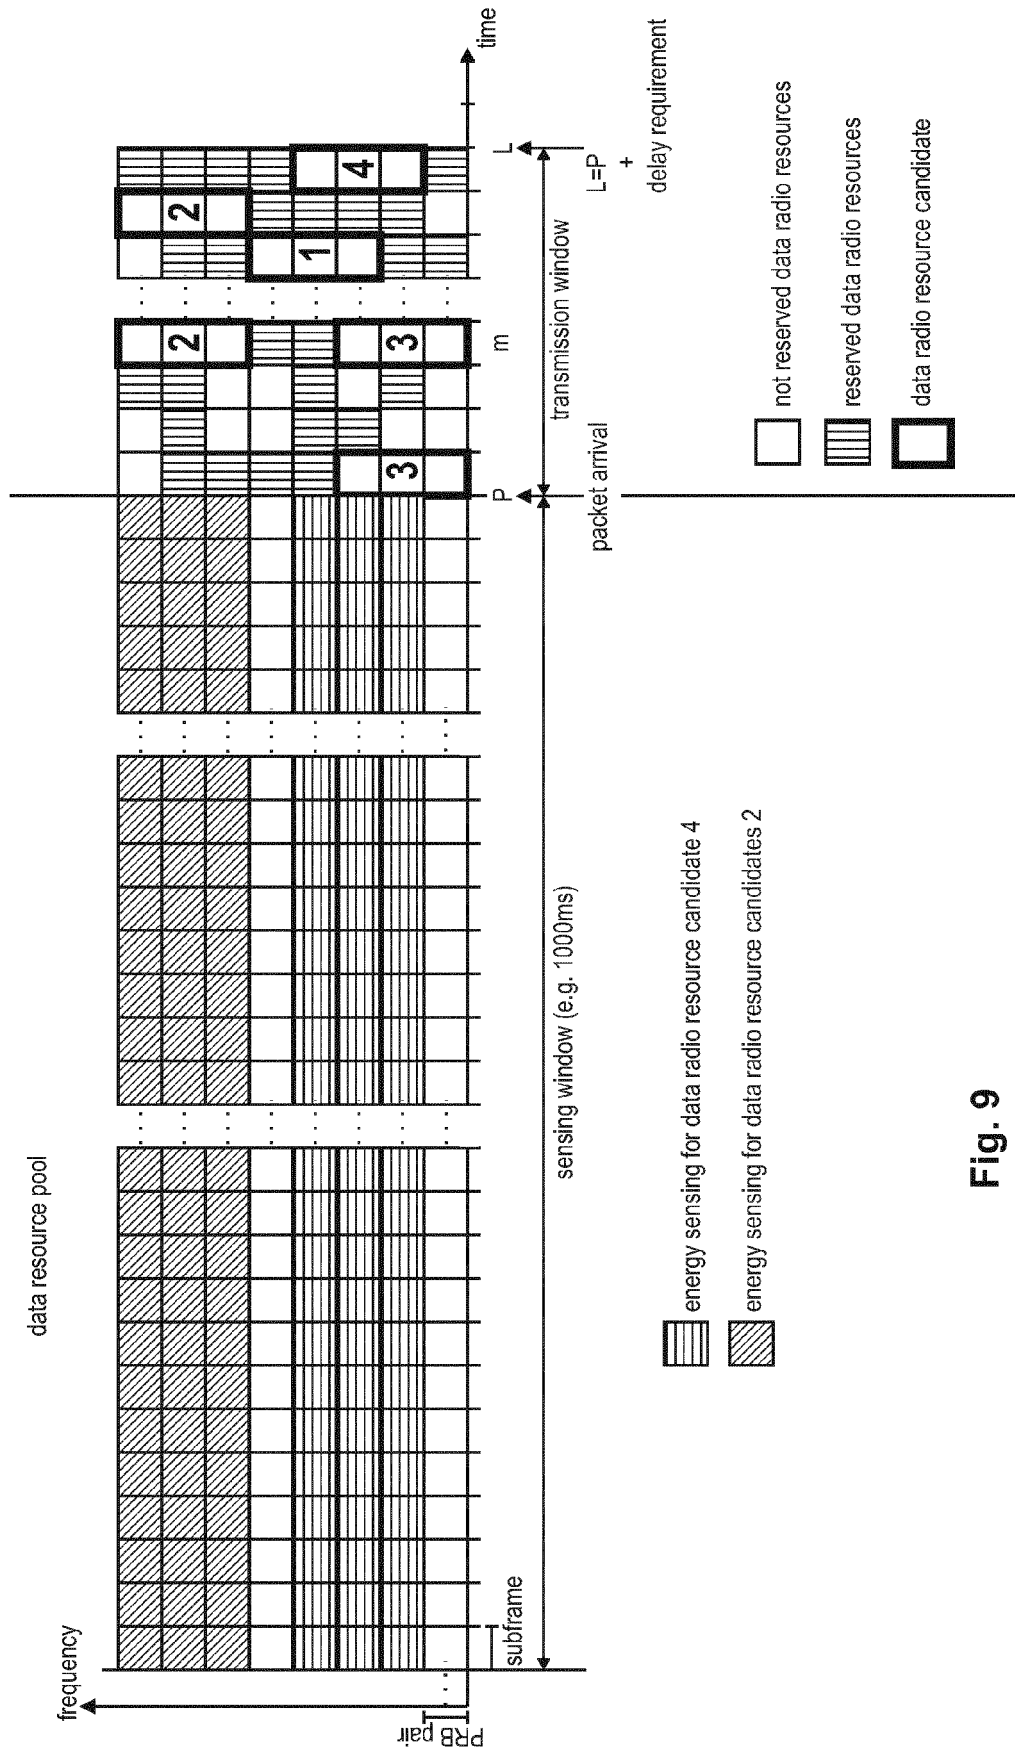 data resource pool
frequency
PRB pair
2
2
1
4
3
3
P
m
L
time
subframe
sensing window (e.g. 1000ms)
packet arrival
transmission window
L=P
+
delay requirement
energy sensing for data radio resource candidate 4
energy sensing for data radio resource candidates 2
not reserved data radio resources
reserved data radio resources
data radio resource candidate
Fig. 9